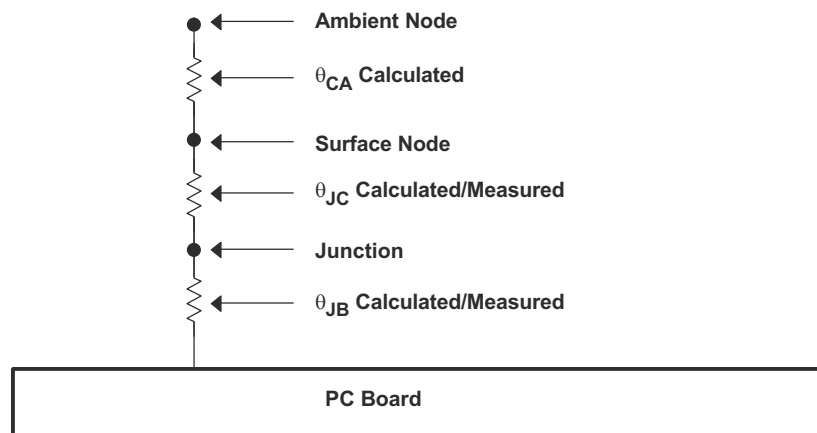 Ambient Node
θCA Calculated
Surface Node
θJC Calculated/Measured
Junction
θJB Calculated/Measured
PC Board